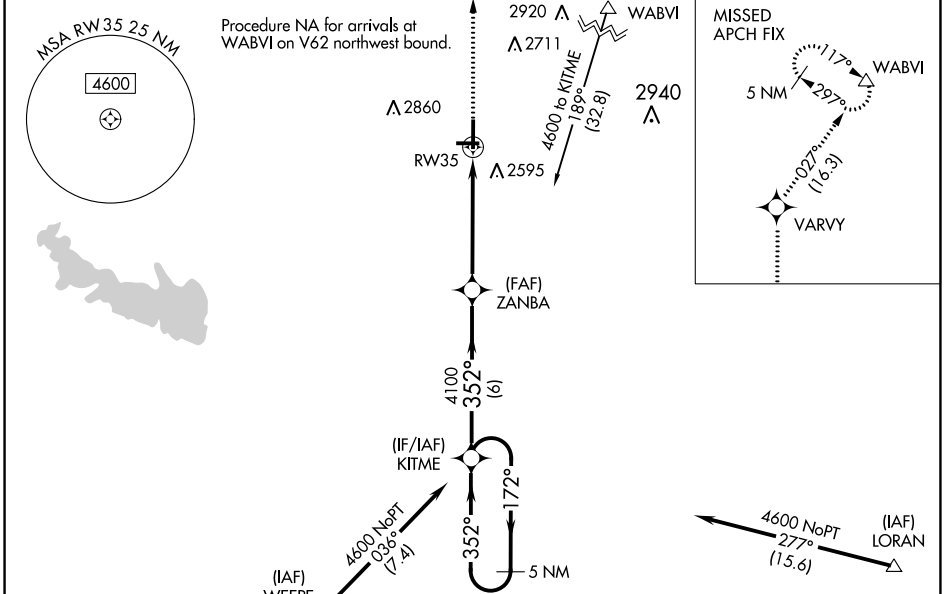 MSA RW 35 25 NM
4600
Procedure NA for arrivals at
WABVI on V62 northwest bound.
2920
WABVI
2711
2860
4600 to KITME
189°
(32.8)
2940
RW35
2595
MISSED
APCH FIX
117°
WABVI
5 NM
297°
027°
(16.3)
VARVY
(FAF)
ZANBA
4100
352°
(6)
(IF/IAF)
KITME
172°
352°
5 NM
4600 NoPT
036°
(7.4)
(IAF)
4600 NoPT
277°
(15.6)
(IAF)
LORAN